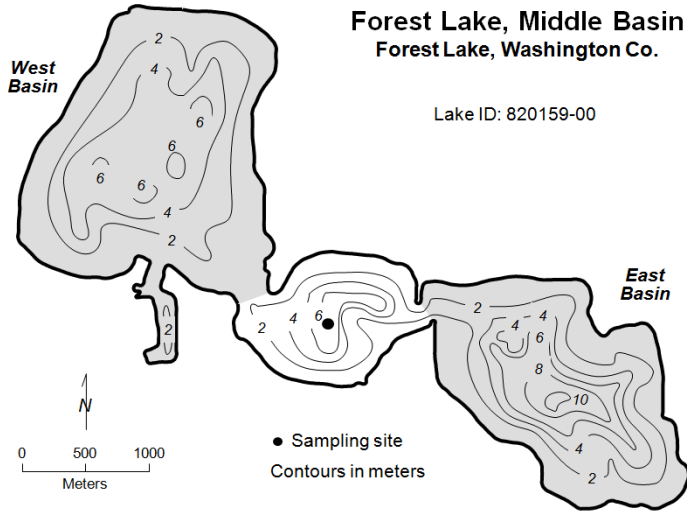 Forest Lake, Middle Basin
Forest Lake, Washington Co.
Lake ID: 820159-00
West
Basin
2
4
6
6
6
6
4
2
2
2
4
6
East
Basin
2
4
4
6
8
10
4
2
N
0 500 1000
Meters
Sampling site
Contours in meters